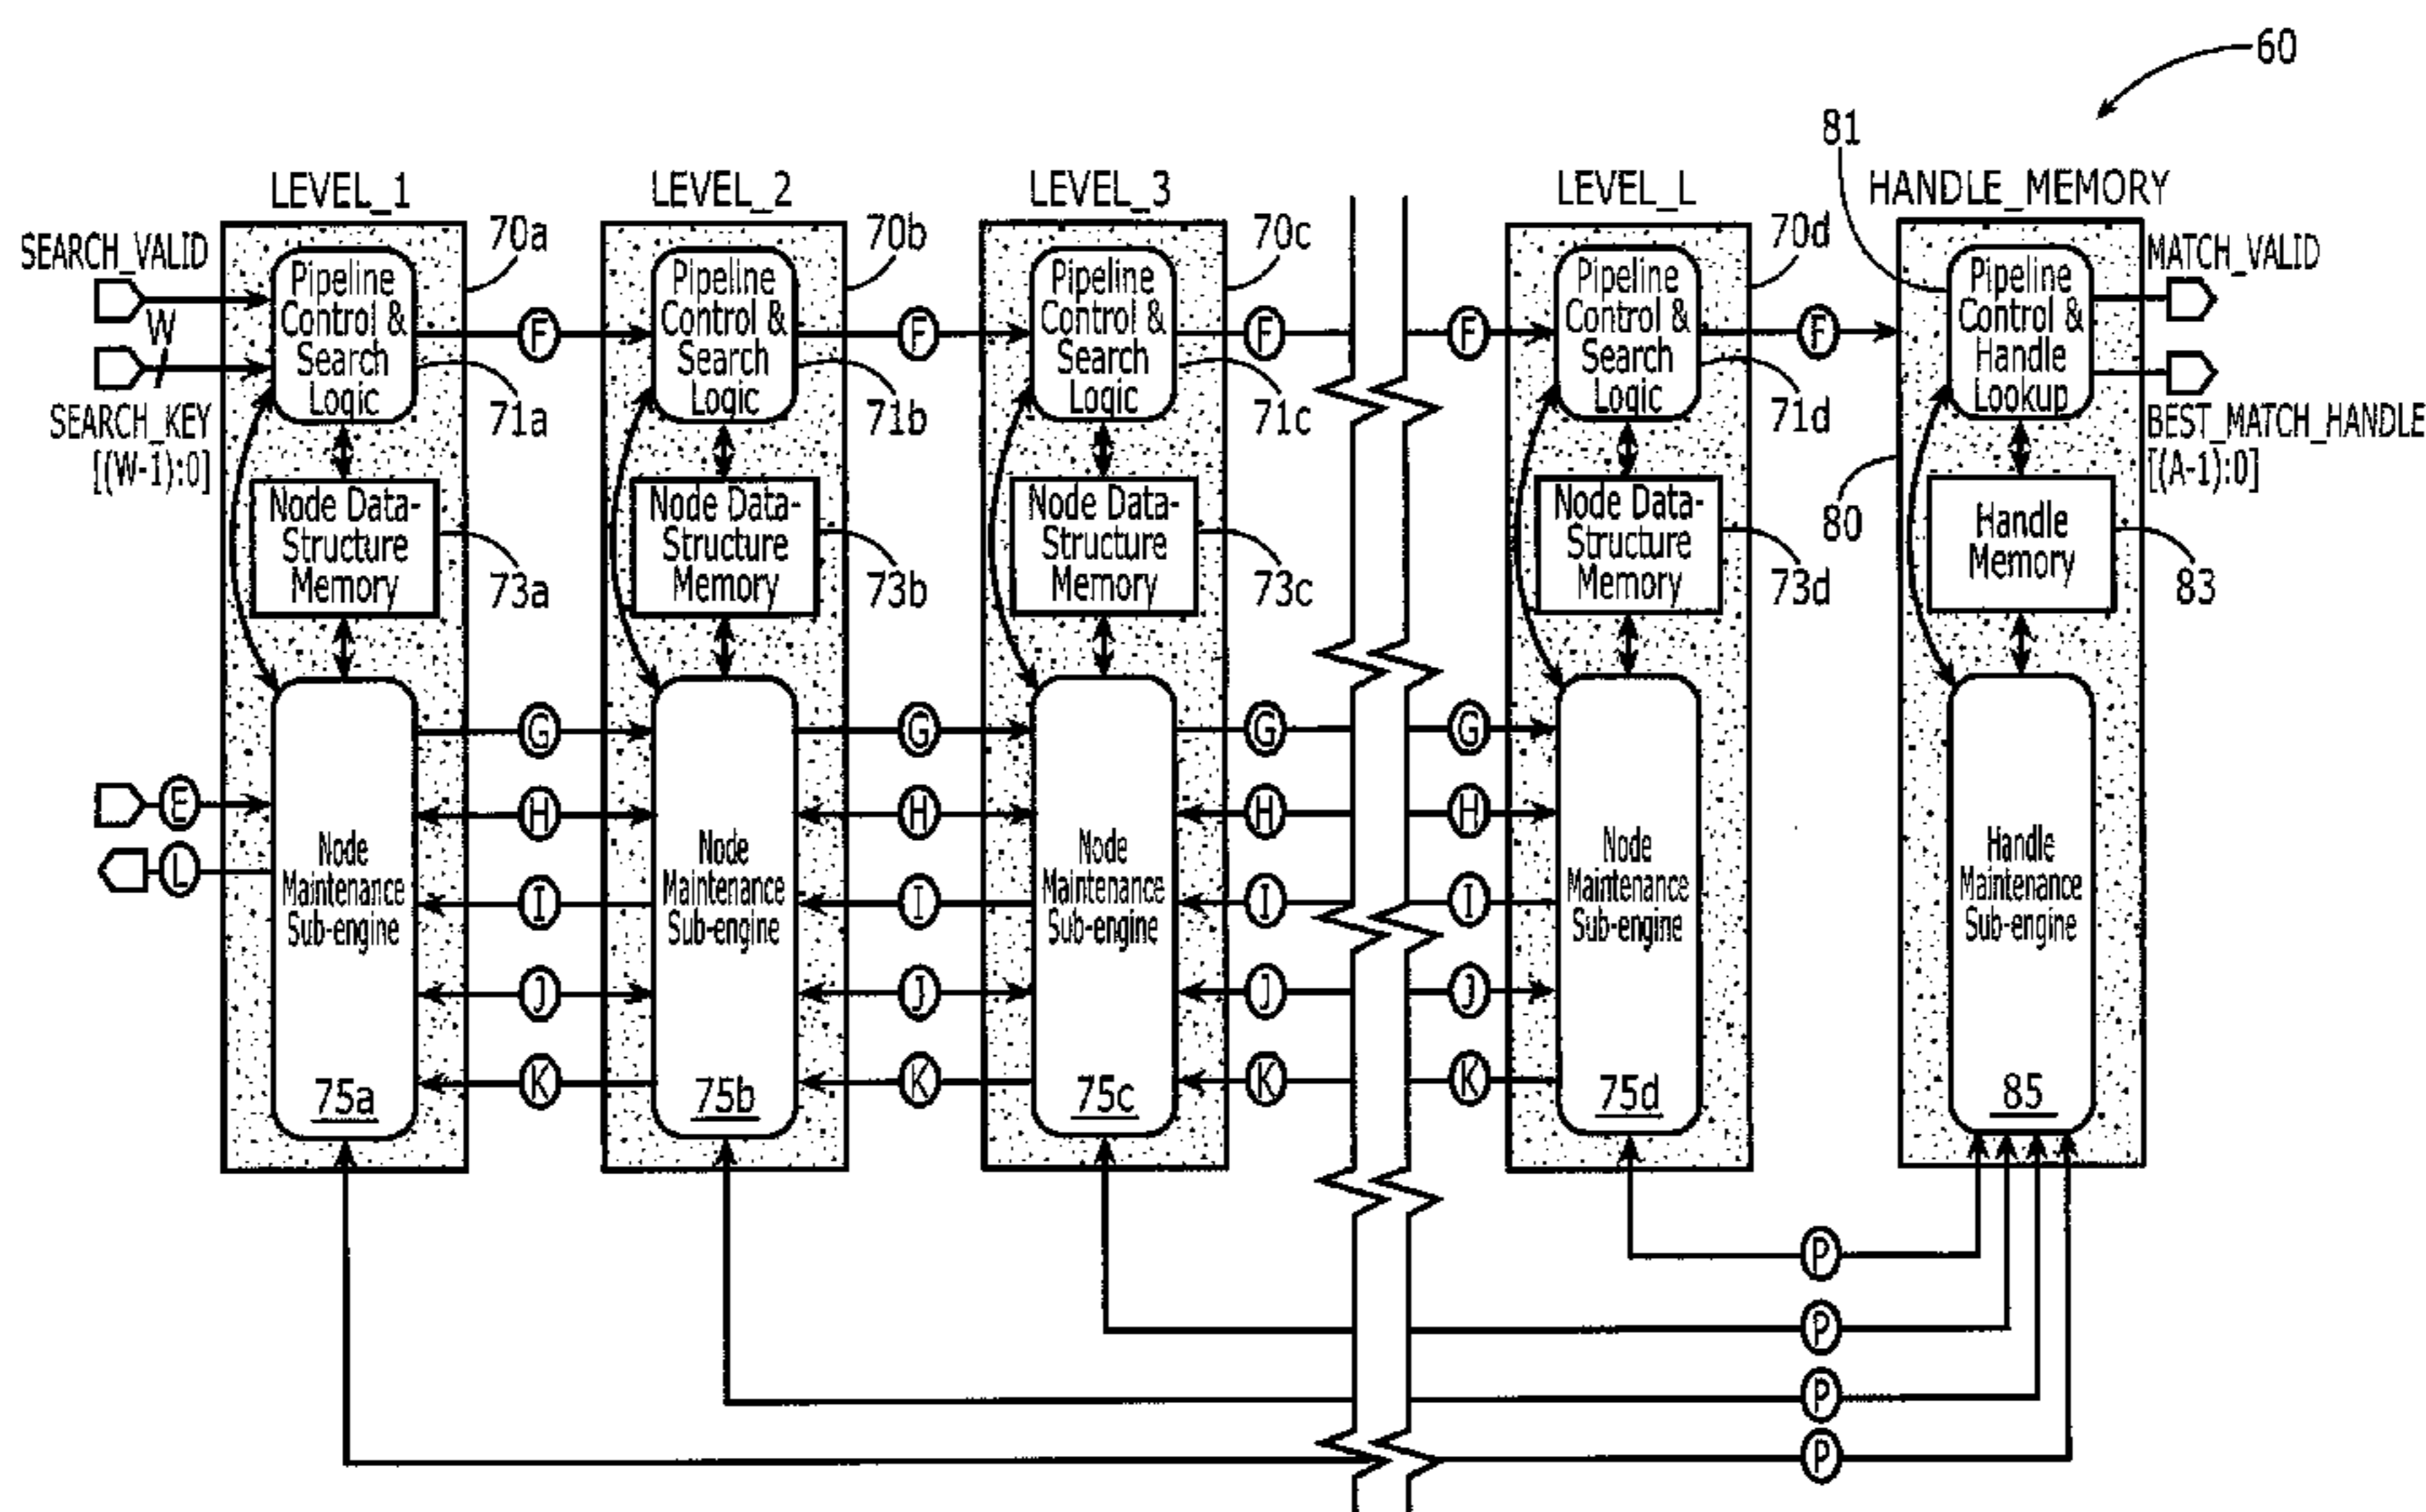 60
81
LEVEL_1
LEVEL_2
LEVEL_3
LEVEL_L
HANDLE_MEMORY
SEARCH_VALID
W
SEARCH_KEY
[(W-1):0]
Pipeline
Control &
Search
Logic
70a
71a
F
Pipeline
Control &
Search
Logic
70b
71b
F
Pipeline
Control &
Search
Logic
70c
71c
F
F
Pipeline
Control &
Search
Logic
70d
71d
F
Pipeline
Control &
Handle
Lookup
MATCH_VALID
BEST_MATCH_HANDLE
[(A-1):0]
80
Node Data-
Structure
Memory
73a
Node Data-
Structure
Memory
73b
Node Data-
Structure
Memory
73c
Node Data-
Structure
Memory
73d
Handle
Memory
83
G
G
G
G
E
H
H
H
H
L
I
I
I
I
J
J
J
J
K
K
K
K
Node
Maintenance
Sub-engine
75a
Node
Maintenance
Sub-engine
75b
Node
Maintenance
Sub-engine
75c
Node
Maintenance
Sub-engine
75d
Handle
Maintenance
Sub-engine
85
P
P
P
P